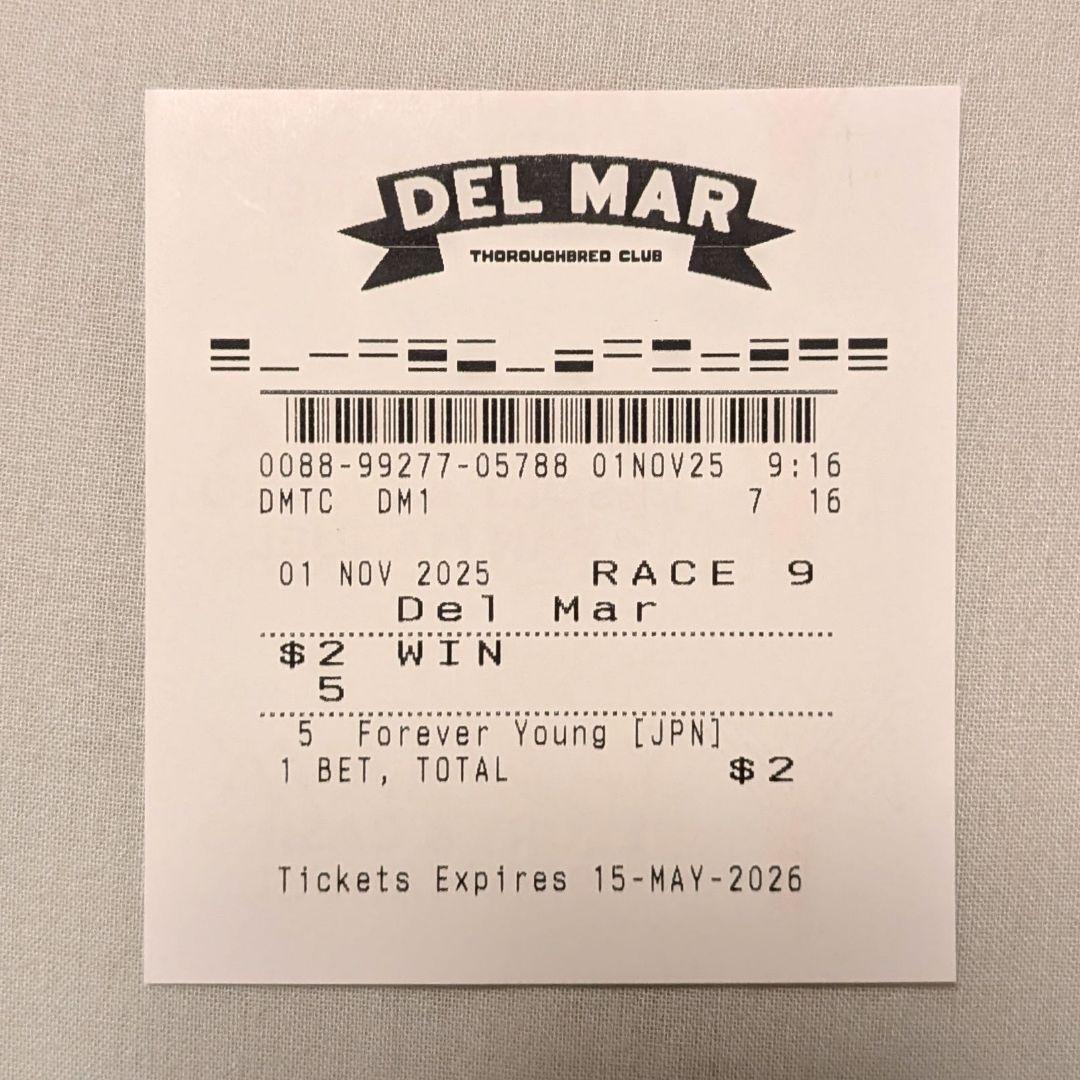 DEL MAR
THOROUGHBRED CLUB
0088-99277-05788 01NOV25 9:16
DMTC DM1 7 16
01 NOV 2025 RACE 9
Del Mar
$2 WIN
5
5 Forever Young [JPN]
1 BET, TOTAL $2
Tickets Expires 15-MAY-2026